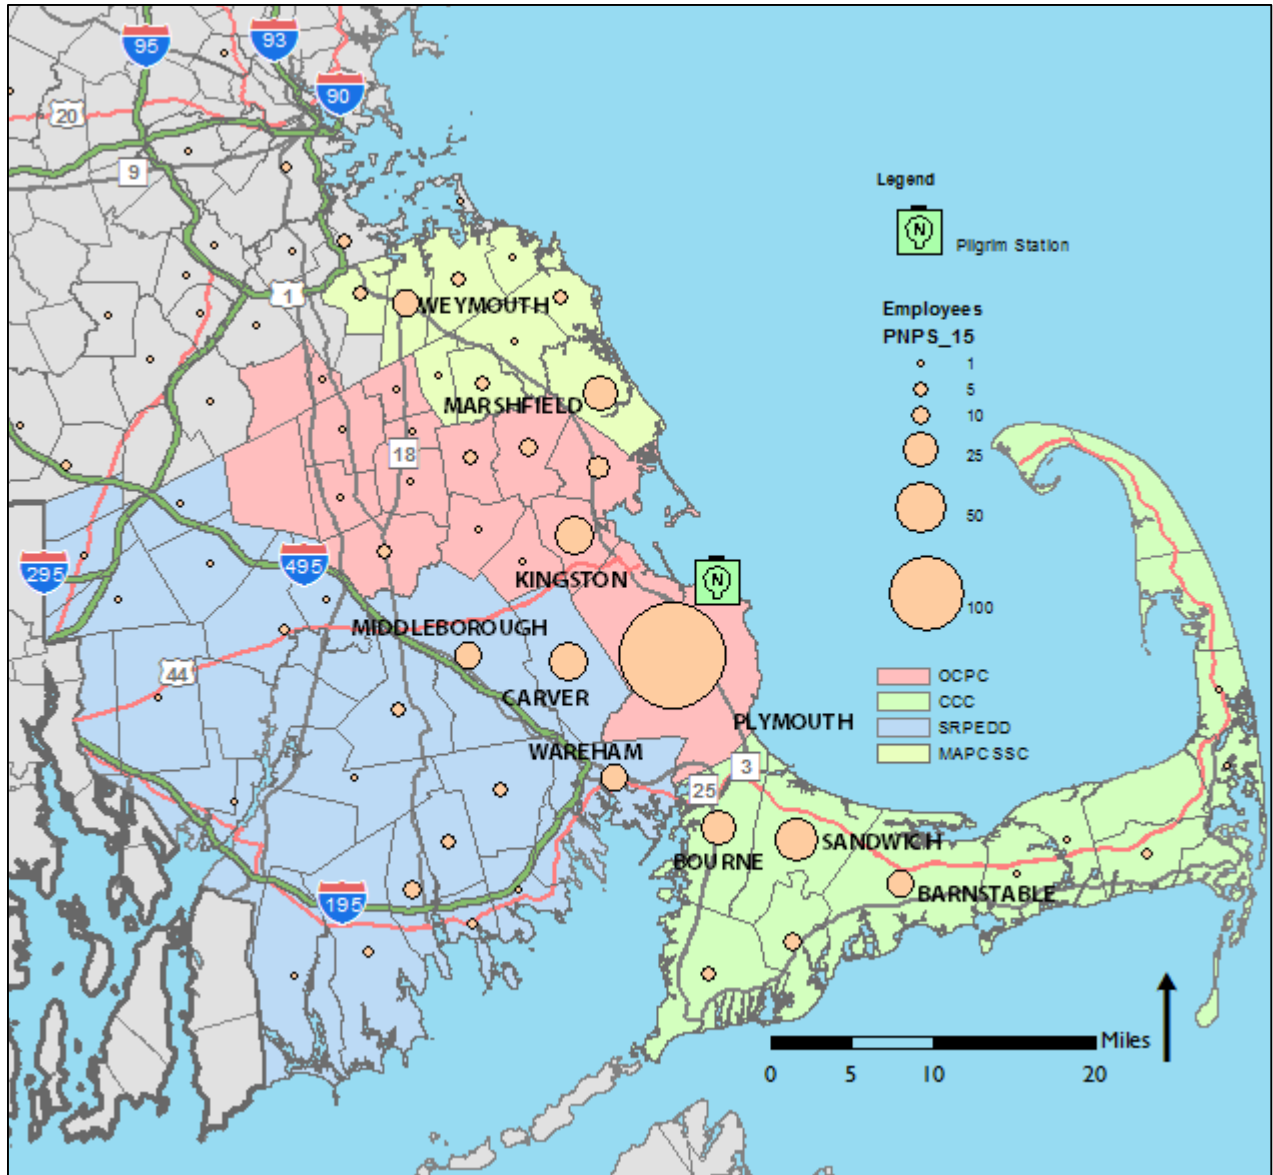 95
93
90
20
9
Legend
N
Pilgrim Station
1
WEYMOUTH
Employees
PNPS_15
1
5
10
25
50
100
MARSHFIELD
18
295
495
KINGSTON
N
MIDDLEBOROUGH
44
CARVER
OCPC
CCC
SRPEDD
MAPCSSC
PLYMOUTH
WAREHAM
3
25
BOURNE
SANDWICH
BARNSTABLE
195
Miles
0 5 10 20